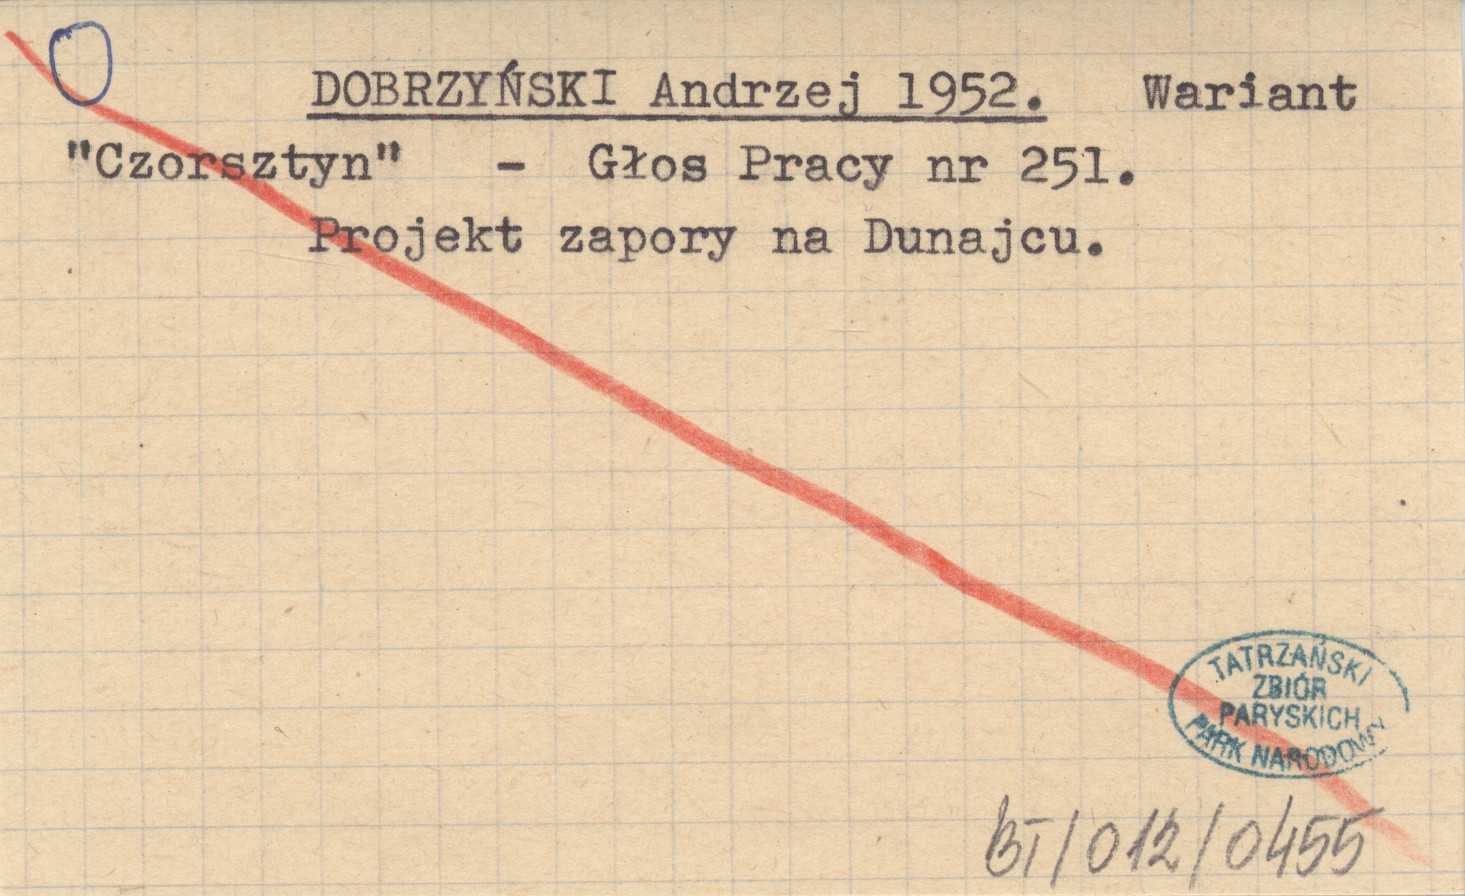 DOBRZYŃSKI Andrzej 1952. Wariant
"Czorsztyn" - Głos Pracy nr 251.
Projekt zapory na Dunajcu.
TATRZAŃSKI
ZBIÓR
PARYSKICH
PARK NARODOWY
BT/012/0455